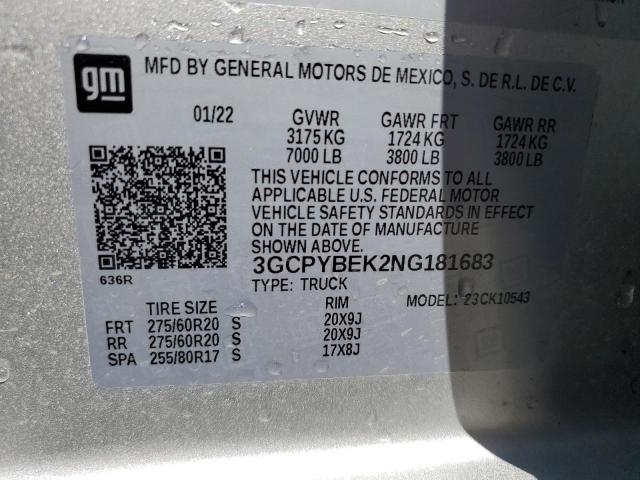 gm
MFD BY GENERAL MOTORS DE MEXICO, S. DE R.L. DE C.V.
01/22 GVWR GAWR FRT GAWR RR
3175 KG 1724 KG 1724 KG
7000 LB 3800 LB 3800 LB
THIS VEHICLE CONFORMS TO ALL
APPLICABLE U.S. FEDERAL MOTOR
VEHICLE SAFETY STANDARDS IN EFFECT
ON THE DATE OF MANUFACTURE
SHOWN ABOVE.
636R
3GCPYBEK2NG181683
TYPE: TRUCK MODEL: 23CK10543
TIRE SIZE RIM
FRT 275/60R20 S 20X9J
RR 275/60R20 S 20X9J
SPA 255/80R17 S 17X8J